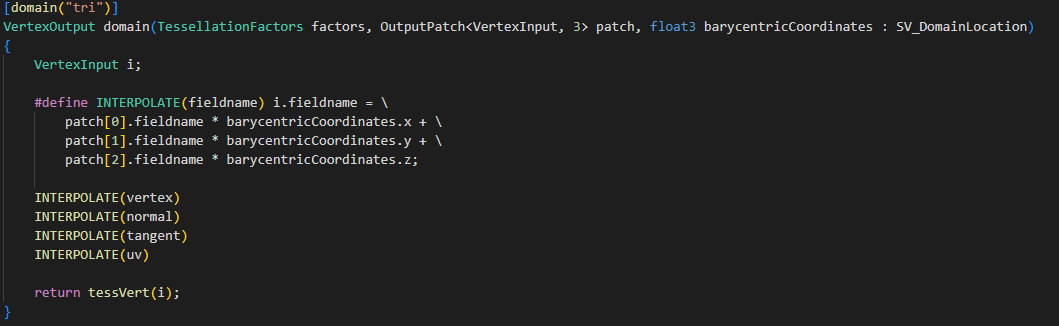 [domain("tri")]
VertexOutput domain(TessellationFactors factors, OutputPatch<VertexInput, 3> patch, float3 barycentricCoordinates : SV_DomainLocation)
{
    VertexInput i;

    #define INTERPOLATE(fieldname) i.fieldname = \
        patch[0].fieldname * barycentricCoordinates.x + \
        patch[1].fieldname * barycentricCoordinates.y + \
        patch[2].fieldname * barycentricCoordinates.z;

    INTERPOLATE(vertex)
    INTERPOLATE(normal)
    INTERPOLATE(tangent)
    INTERPOLATE(uv)

    return tessVert(i);
}